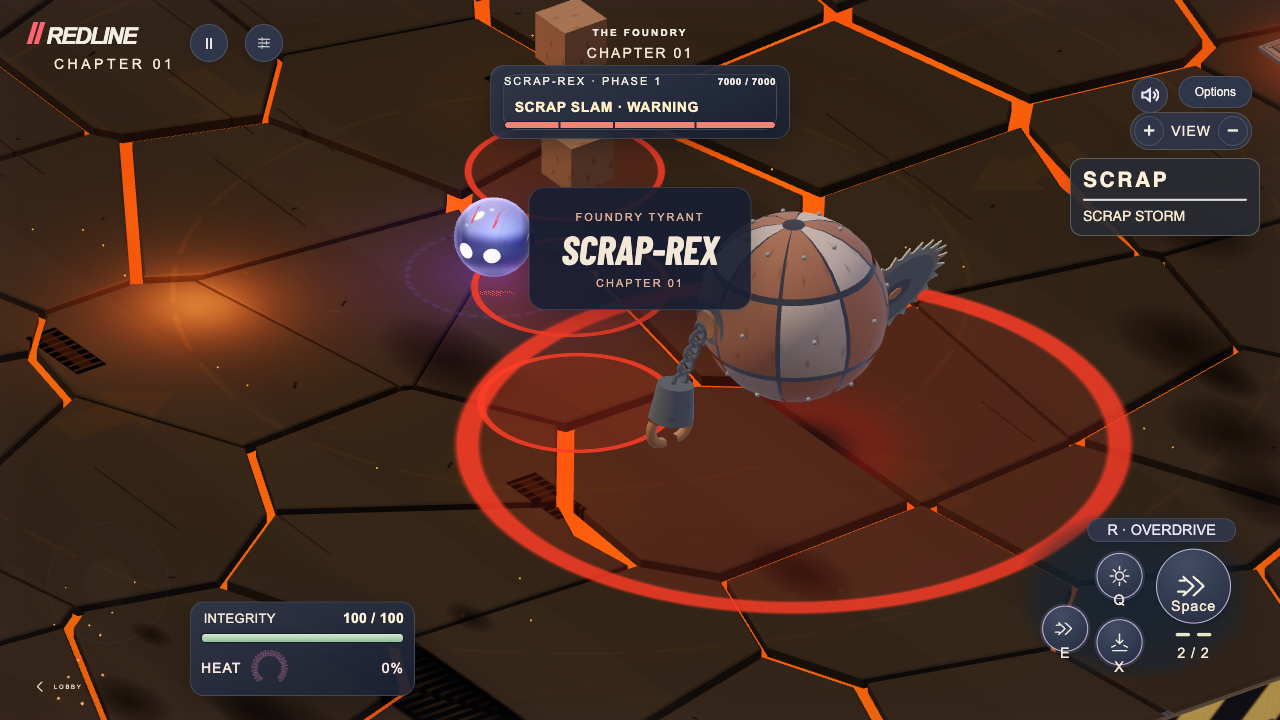 REDLINE
CHAPTER 01
THE FOUNDRY
CHAPTER 01
SCRAP-REX · PHASE 1
7000 / 7000
SCRAP SLAM · WARNING
Options
+ VIEW −
SCRAP
SCRAP STORM
FOUNDRY TYRANT
SCRAP-REX
CHAPTER 01
R · OVERDRIVE
Q
Space
E
X
2 / 2
INTEGRITY
100 / 100
HEAT
0%
LOBBY